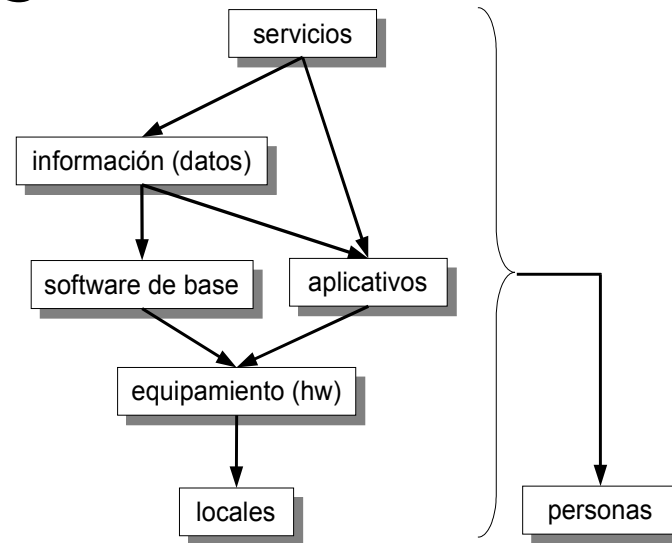 servicios
información (datos)
software de base
aplicativos
equipamiento (hw)
locales
personas